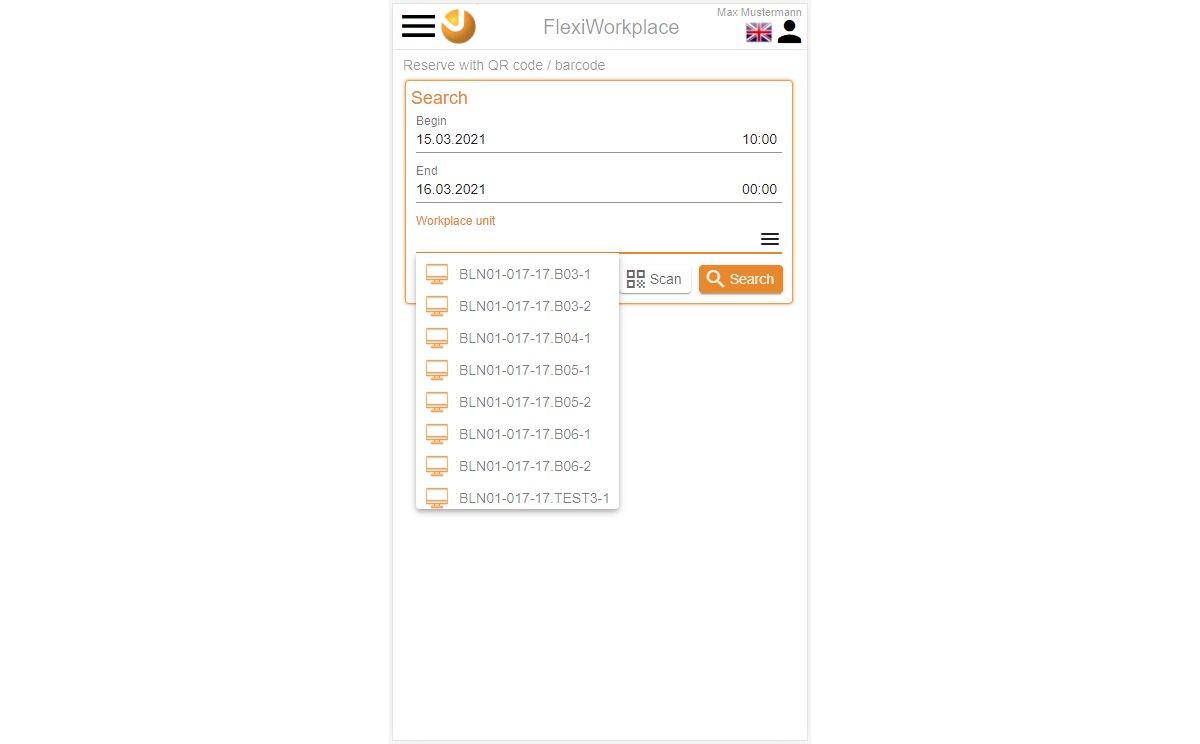 Max Mustermann
FlexiWorkplace
Reserve with QR code / barcode
Search
Begin
15.03.2021 10:00
End
16.03.2021 00:00
Workplace unit
Scan Search
BLN01-017-17.B03-1
BLN01-017-17.B03-2
BLN01-017-17.B04-1
BLN01-017-17.B05-1
BLN01-017-17.B05-2
BLN01-017-17.B06-1
BLN01-017-17.B06-2
BLN01-017-17.TEST3-1